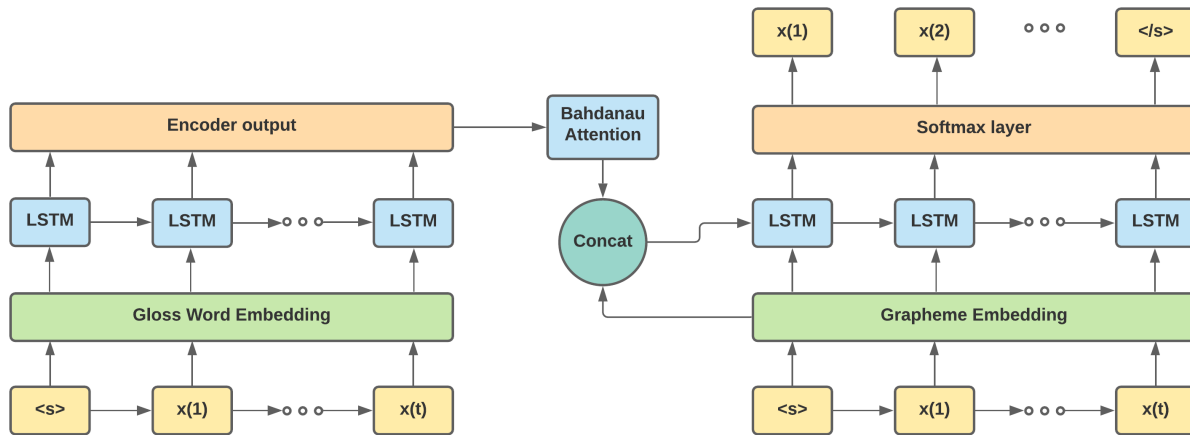 x(1)
x(2)
</s>
Encoder output
Bahdanau
Attention
Softmax layer
LSTM
LSTM
LSTM
Concat
LSTM
LSTM
LSTM
Gloss Word Embedding
Grapheme Embedding
<s>
x(1)
x(t)
<s>
x(1)
x(t)